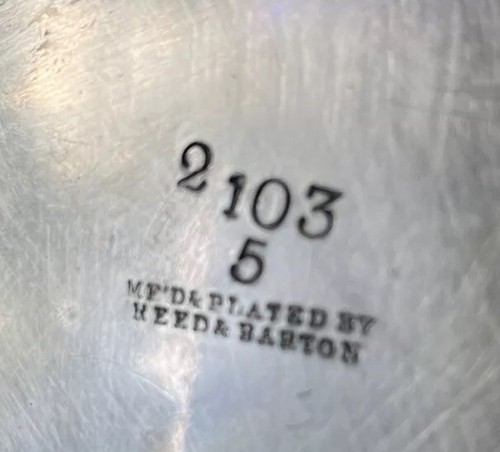 2103
5
MF'D & PLATED BY
REED & BARTON